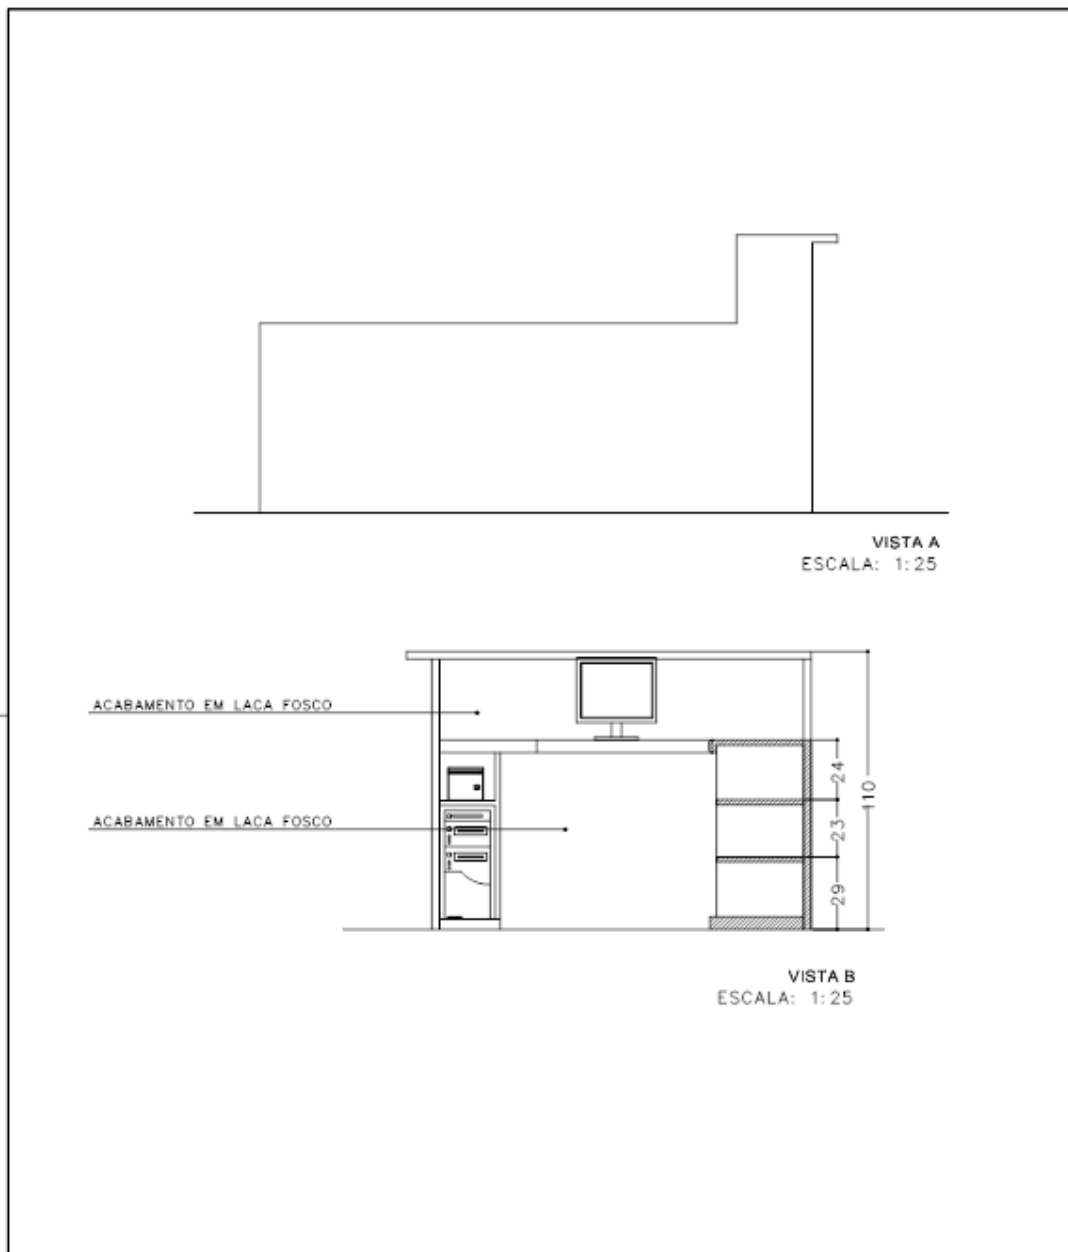 VISTA A
ESCALA: 1:25
ACABAMENTO EM LACA FOSCO
24
110
23
ACABAMENTO EM LACA FOSCO
29
VISTA B
ESCALA: 1:25